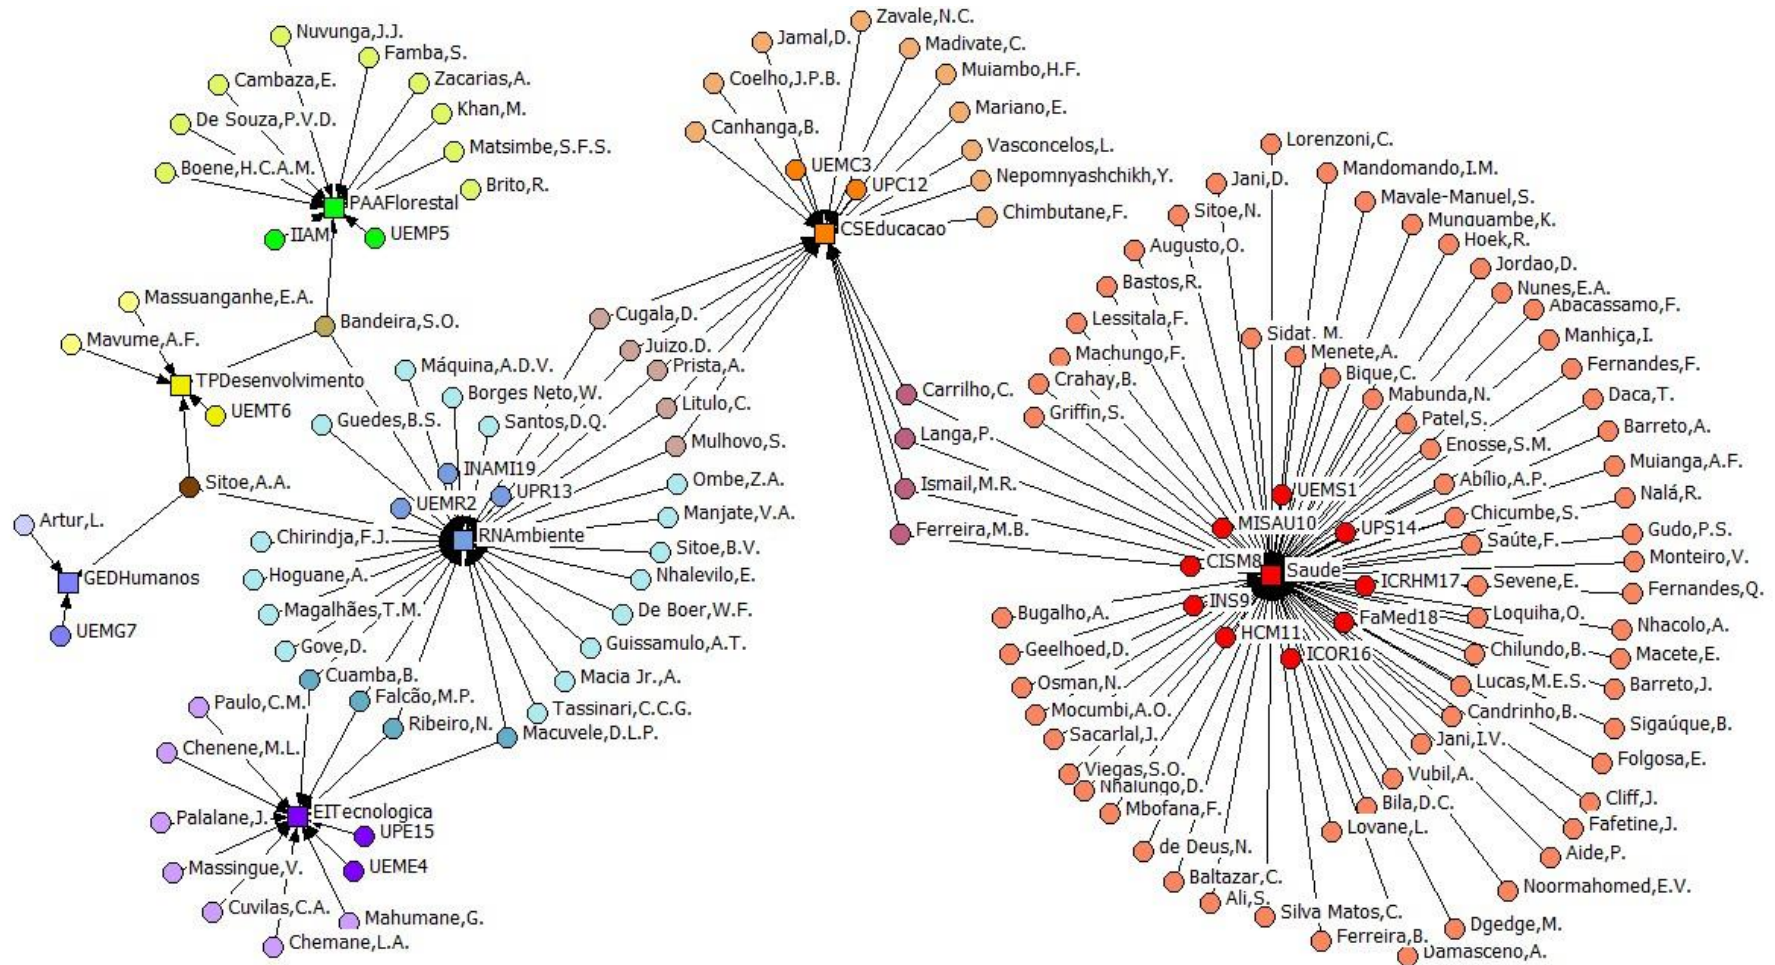 Nuvunga,J.J.
Famba,S.
Cambaza,E.
Zacarias,A.
Khan,M.
De Souza,P.V.D.
Matsimbe,S.F.S.
Boene,H.C.A.M.
Brito,R.
PAAFlorestal
IIAM
UEMP5
Massuanganhe,E.A.
Mavume,A.F.
Bandeira,S.O.
TPDesenvolvimento
UEMT6
Sitoe,A.A.
Artur,L.
GEDHumanos
UEMG7
Zavale,N.C.
Jamal,D.
Madivate,C.
Coelho,J.P.B.
Muiambo,H.F.
Mariano,E.
Canhanga,B.
Vasconcelos,L.
UEMC3
UPC12
Nepomnyashchikh,Y.
Chimbutane,F.
CSEducacao
Cugala,D.
Juizo.D.
Prista,A.
Litulo,C.
Mulhovo,S.
Máquina,A.D.V.
Borges Neto,W.
Guedes,B.S.
Santos,D.Q.
INAMI19
UPR13
UEMR2
Ombe,Z.A.
Manjate,V.A.
RNAmbiente
Sitoe,B.V.
Chirindja,F.J.
Nhalevilo,E.
Hoguane,A.
De Boer,W.F.
Magalhães,T.M.
Guissamulo,A.T.
Gove,D.
Macia Jr.,A.
Cuamba,B.
Falcão,M.P.
Tassinari,C.C.G.
Ribeiro,N.
Macuvele,D.L.P.
Paulo,C.M.
Chenene,M.L.
EITecnologica
Palalane,J.
UPE15
UEME4
Massingue,V.
Cuvilas,C.A.
Mahumane,G.
Chemane,L.A.
Carrilho,C.
Langa,P.
Ismail,M.R.
Ferreira,M.B.
Lorenzoni,C.
Mandomando,I.M.
Jani,D.
Mavale-Manuel,S.
Sitoe,N.
Munguambe,K.
Hoek,R.
Augusto,O.
Jordao,D.
Bastos,R.
Nunes,E.A.
Abacassamo,F.
Lessitala,F.
Sidat,M.
Manhiça,I.
Machungo,F.
Menete,A.
Fernandes,F.
Crahay,B.
Bique,C.
Mabunda,N.
Daca,T.
Griffin,S.
Patel,S.
Barreto,A.
Enosse,S.M.
Muianga,A.F.
Abílio,A.P.
UEMS1
Nalá,R.
Chicumbe,S.
MISAU10
UPS14
Gudo,P.S.
Saúte,F.
Monteiro,V.
CISM8
Saude
ICRHM17
Sevene,E.
Fernandes,Q.
INS9
Bugalho,A.
FaMed18
Loquiha,O.
Nhacolo,A.
HCM11
Geelhoed,D.
ICOR16
Chilundo,B.
Macete,E.
Osman,N.
Lucas,M.E.S.
Barreto,J.
Mocumbi,A.O.
Candrinho,B.
Sigaúque,B.
Sacarlal,J.
Jani,I.V.
Folgosa,E.
Viegas,S.O.
Nhalungo,D.
Vubil,A.
Cliff,J.
Mbofana,F.
Bila,D.C.
Fafetine,J.
Lovane,L.
de Deus,N.
Aide,P.
Baltazar,C.
Noormahomed,E.V.
Ali,S.
Silva Matos,C.
Dgedge,M.
Ferreira,B.
Damasceno,A.